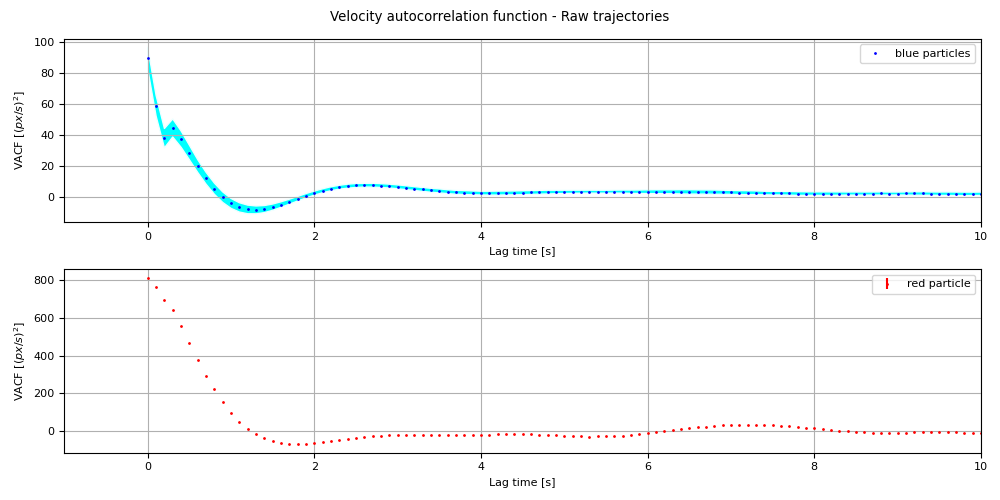 Velocity autocorrelation function - Raw trajectories
100
80
60
40
20
0
VACF [(px/s)²]
blue particles
0 2 4 6 8 10
Lag time [s]
800
600
400
200
0
VACF [(px/s)²]
red particle
0 2 4 6 8 10
Lag time [s]